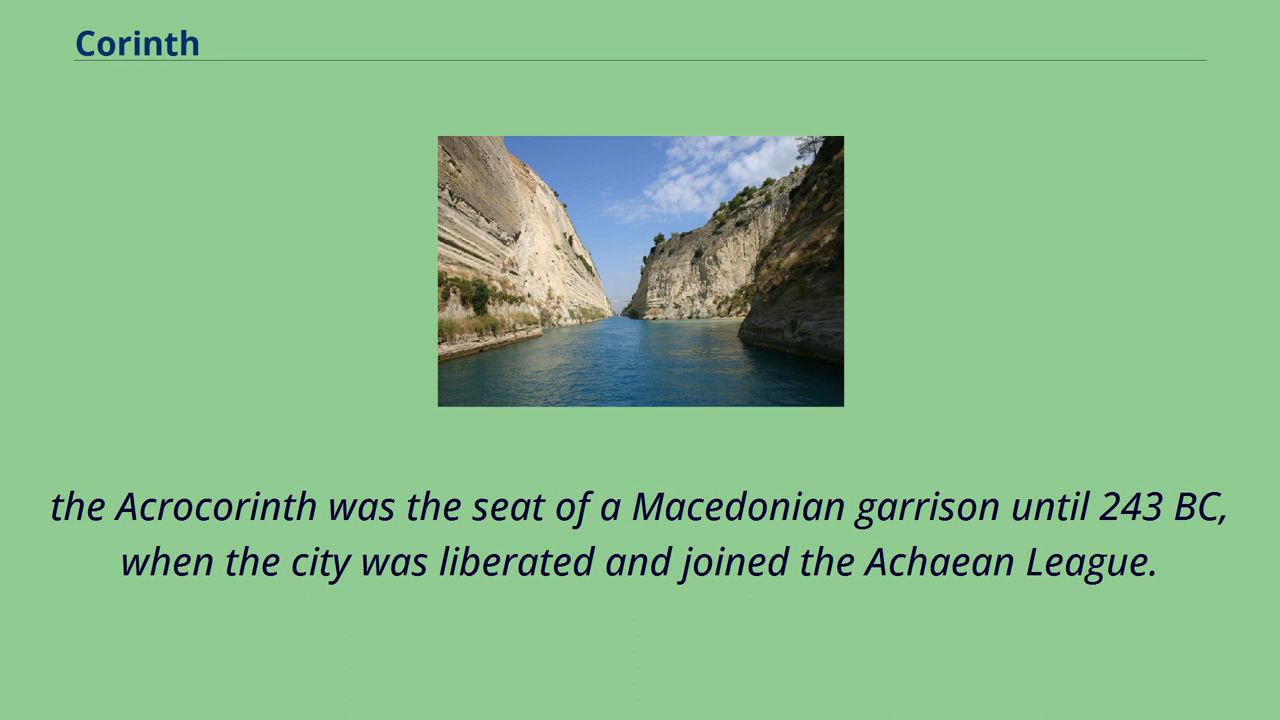 Corinth
the Acrocorinth was the seat of a Macedonian garrison until 243 BC,
when the city was liberated and joined the Achaean League.